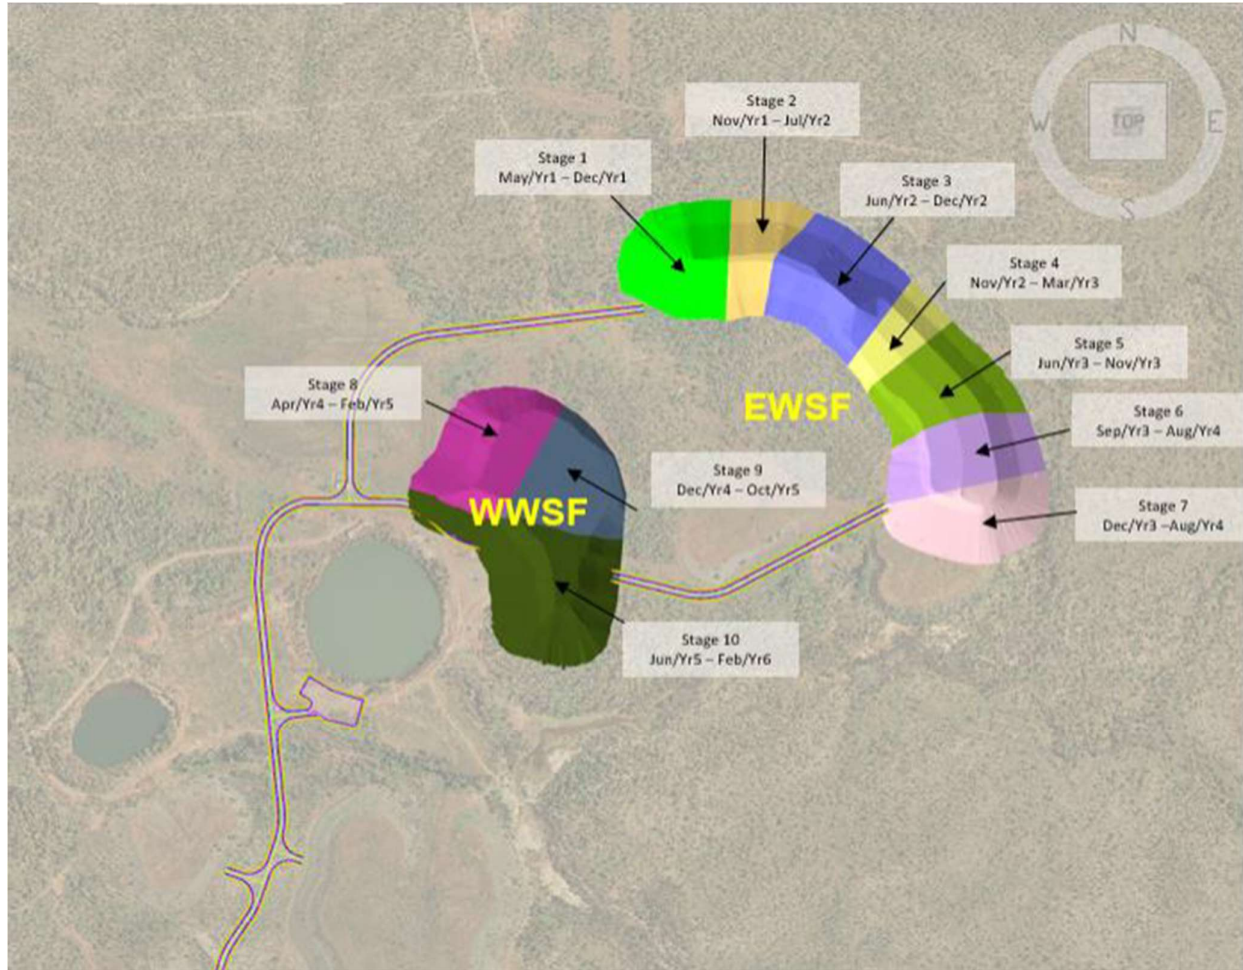 N
W
TOP
E
S
Stage 2
Nov/Yr1 – Jul/Yr2
Stage 1
May/Yr1 – Dec/Yr1
Stage 3
Jun/Yr2 – Dec/Yr2
Stage 4
Nov/Yr2 – Mar/Yr3
Stage 5
Jun/Yr3 – Nov/Yr3
Stage 8
Apr/Yr4 – Feb/Yr5
EWSF
Stage 6
Sep/Yr3 – Aug/Yr4
Stage 9
Dec/Yr4 – Oct/Yr5
WWSF
Stage 7
Dec/Yr3 –Aug/Yr4
Stage 10
Jun/Yr5 – Feb/Yr6